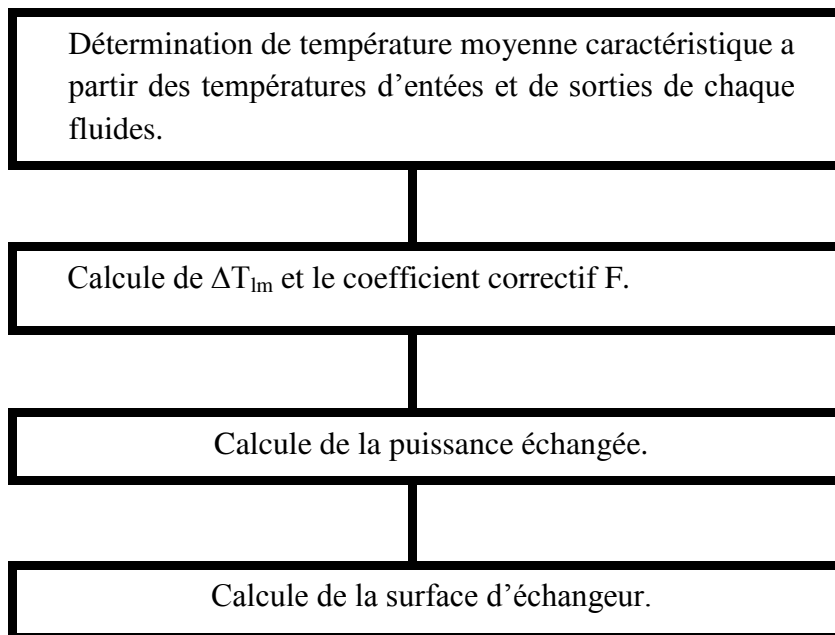 Détermination de température moyenne caractéristique a
partir des températures d’entées et de sorties de chaque
fluides.
Calcule de ∆Tlm et le coefficient correctif F.
Calcule de la puissance échangée.
Calcule de la surface d’échangeur.